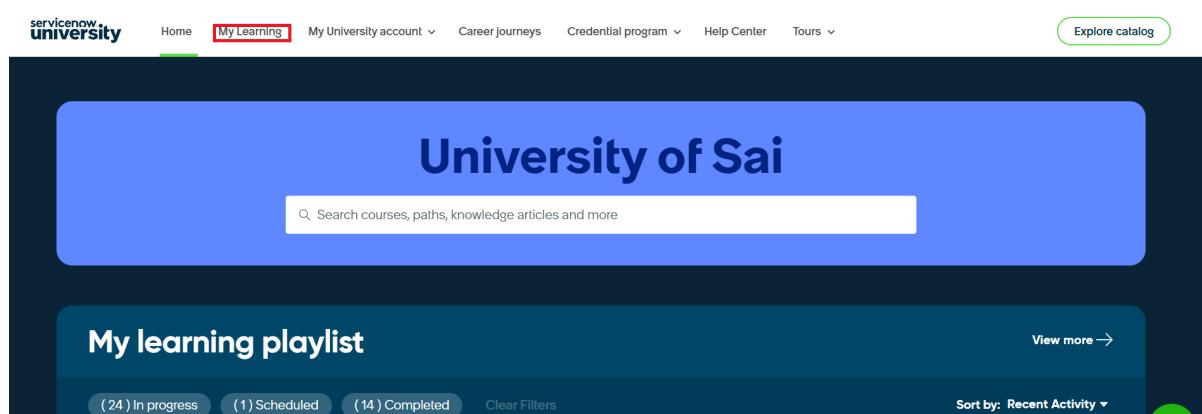 servicenow
university
Home My Learning My University account Career journeys Credential program Help Center Tours Explore catalog
University of Sai
Search courses, paths, knowledge articles and more
My learning playlist View more
( 24 ) In progress ( 1 ) Scheduled ( 14 ) Completed Clear Filters Sort by: Recent Activity